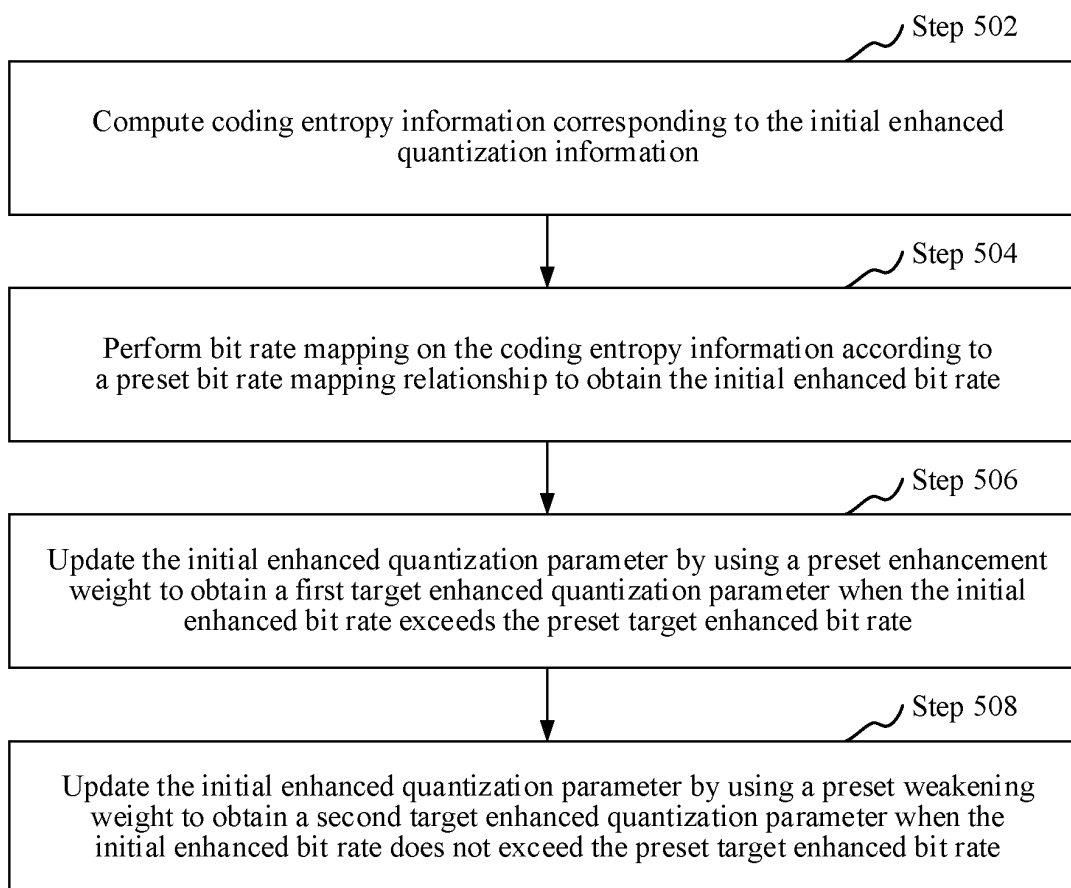 Step 502
Compute coding entropy information corresponding to the initial enhanced
quantization information
Step 504
Perform bit rate mapping on the coding entropy information according to
a preset bit rate mapping relationship to obtain the initial enhanced bit rate
Step 506
Update the initial enhanced quantization parameter by using a preset enhancement
weight to obtain a first target enhanced quantization parameter when the initial
enhanced bit rate exceeds the preset target enhanced bit rate
Step 508
Update the initial enhanced quantization parameter by using a preset weakening
weight to obtain a second target enhanced quantization parameter when the
initial enhanced bit rate does not exceed the preset target enhanced bit rate